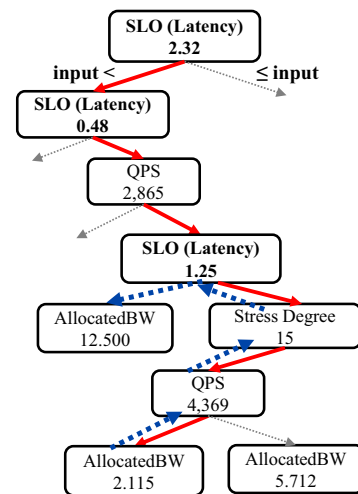 SLO (Latency)
2.32
input <
≤ input
SLO (Latency)
0.48
QPS
2,865
SLO (Latency)
1.25
AllocatedBW
12.500
Stress Degree
15
QPS
4,369
AllocatedBW
2.115
AllocatedBW
5.712